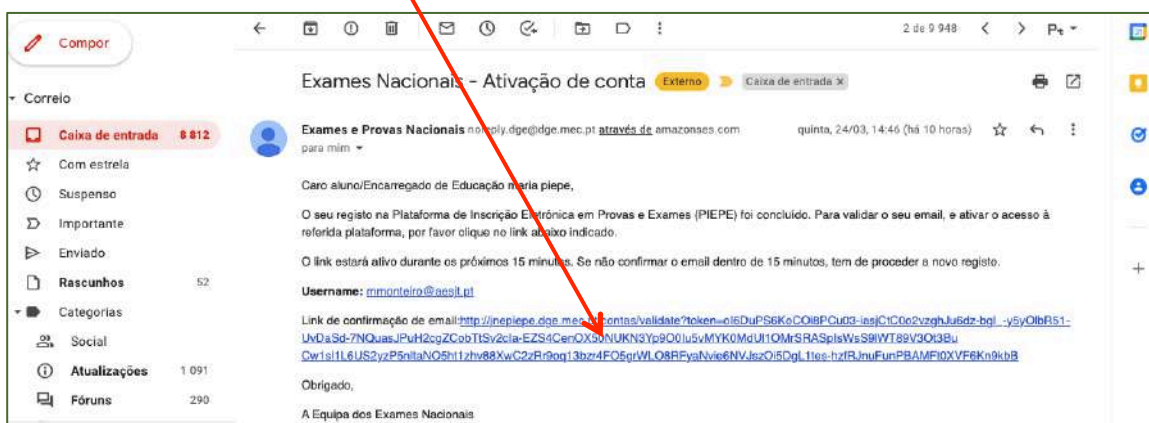 Compor
2 de 9 948
Pt
Exames Nacionais - Ativação de conta Externo Caixa de entrada x
Correio
Caixa de entrada 8 812
Com estrela
Suspenso
Importante
Enviado
Rascunhos 52
Categorias
Social
Atualizações 1 091
Fóruns 290
Exames e Provas Nacionais noreply.dge@dge.mec.pt através de amazonses.com quinta, 24/03, 14:46 (há 10 horas)
para mim
Caro aluno/Encarregado de Educação maria piepe,
O seu registo na Plataforma de Inscrição Eletrónica em Provas e Exames (PIEPE) foi concluído. Para validar o seu email, e ativar o acesso à
referida plataforma, por favor clique no link abaixo indicado.
O link estará ativo durante os próximos 15 minutos. Se não confirmar o email dentro de 15 minutos, tem de proceder a novo registo.
Username: mmonteiro@aesjt.pt
Link de confirmação de email:
Obrigado,
A Equipa dos Exames Nacionais